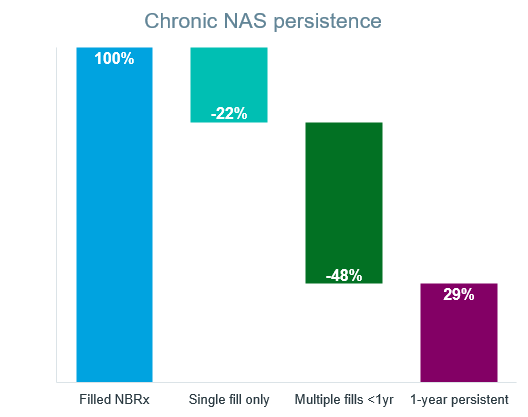 Chronic NAS persistence
100%
-22%
-48%
29%
Filled NBRx
Single fill only
Multiple fills <1yr
1-year persistent